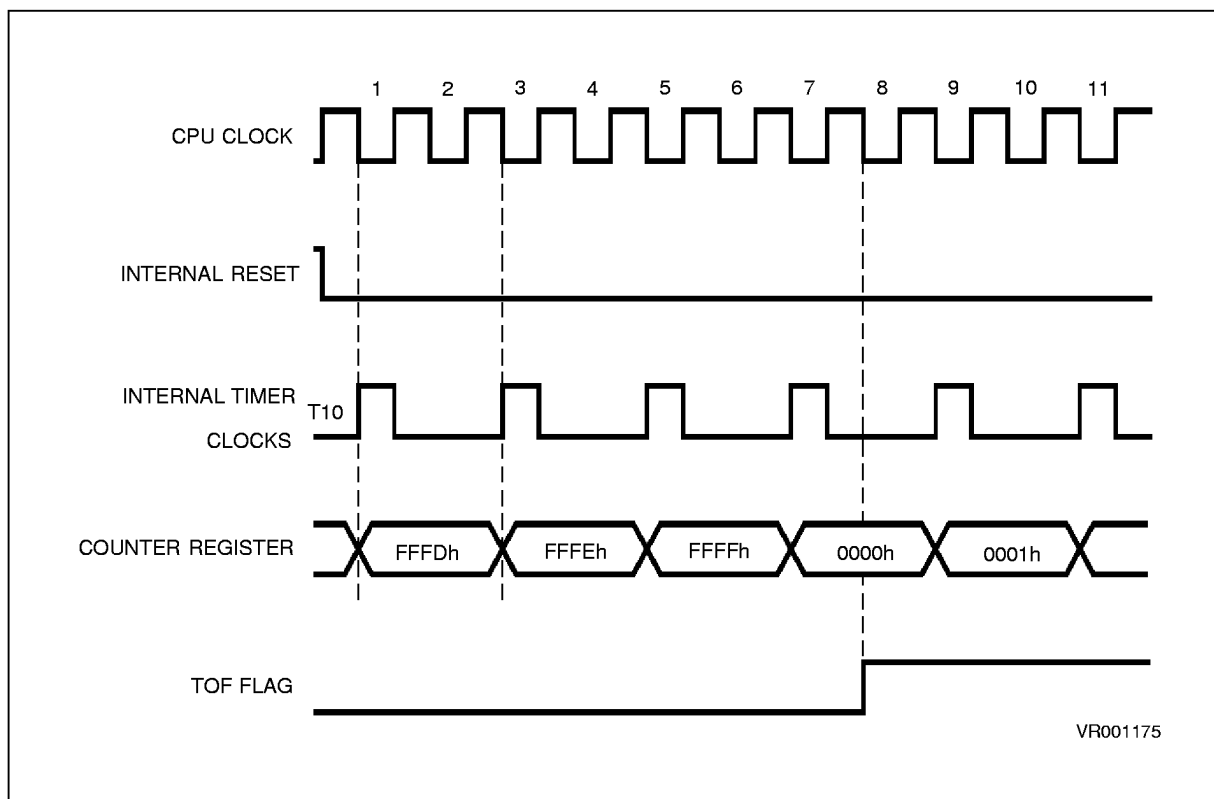 1 2 3 4 5 6 7 8 9 10 11
CPU CLOCK
INTERNAL RESET
INTERNAL TIMER
T10
CLOCKS
COUNTER REGISTER FFFDh FFFEh FFFFh 0000h 0001h
TOF FLAG
VR001175